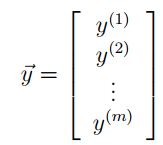 y⃗ = [ y^(1)
y^(2)
⋮
y^(m) ]